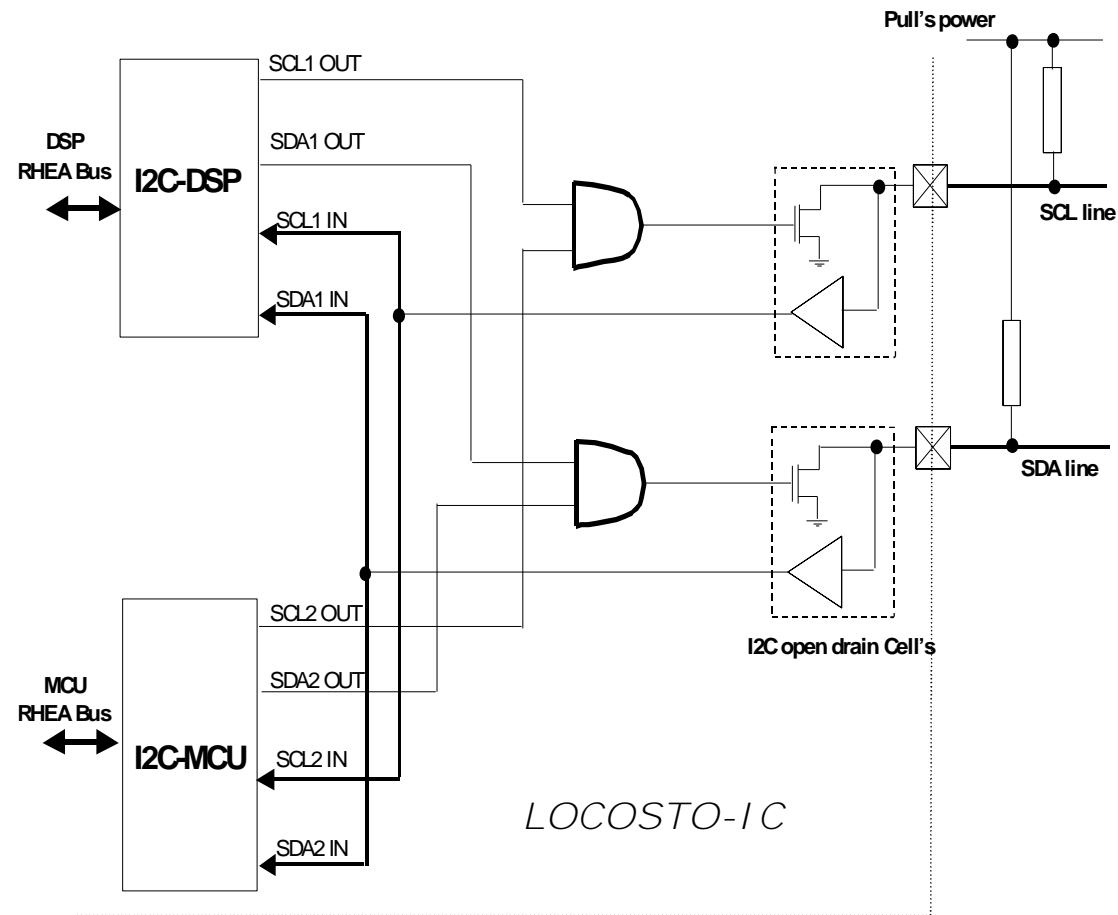 Pull's power
SCL1 OUT
SDA1 OUT
DSP
RHEA Bus
I2C-DSP
SCL1 IN
SCL line
SDA1 IN
SDA line
SCL2 OUT
I2C open drain Cell's
SDA2 OUT
MCU
RHEA Bus
I2C-MCU
SCL2 IN
LOCOSTO-IC
SDA2 IN